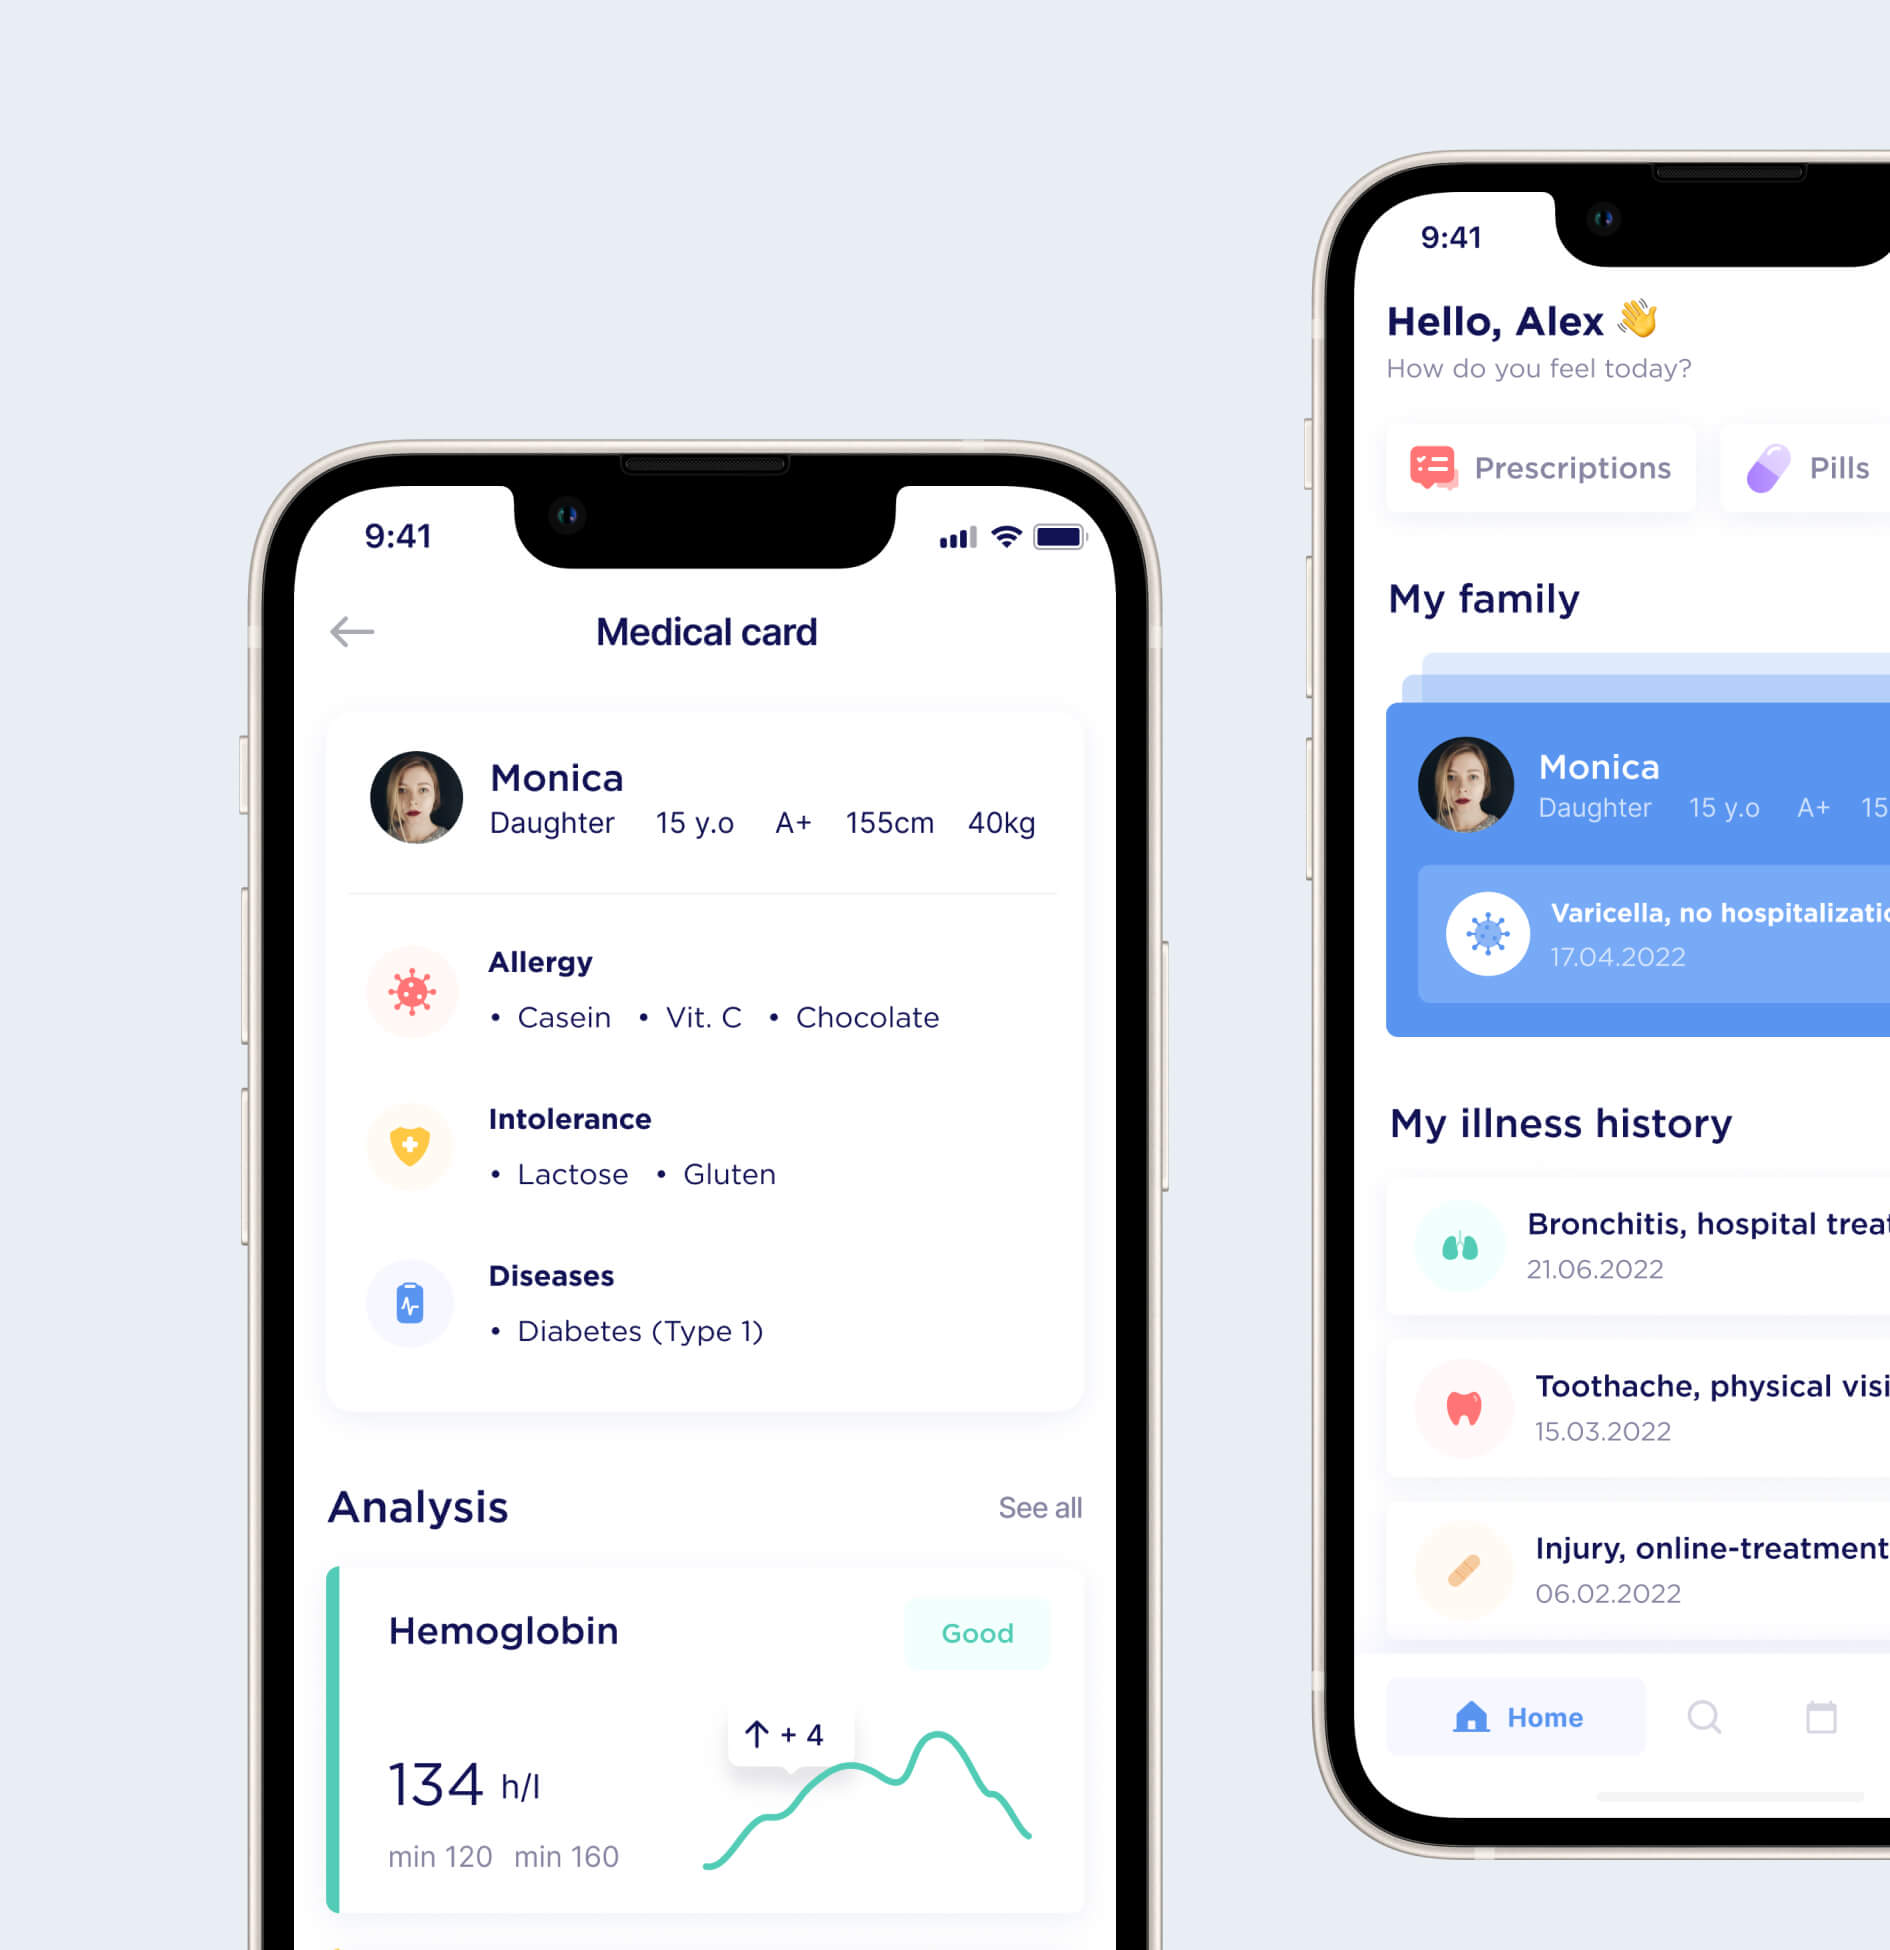 9:41
Medical card
Monica
Daughter 15 y.o A+ 155cm 40kg
Allergy
• Casein • Vit. C • Chocolate
Intolerance
• Lactose • Gluten
Diseases
• Diabetes (Type 1)
Analysis See all
Hemoglobin Good
↑ + 4
134 h/l
min 120 min 160
9:41
Hello, Alex 👋
How do you feel today?
Prescriptions Pills
My family
Monica
Daughter 15 y.o A+ 15
Varicella, no hospitalizatio
17.04.2022
My illness history
Bronchitis, hospital treat
21.06.2022
Toothache, physical visi
15.03.2022
Injury, online-treatment
06.02.2022
Home